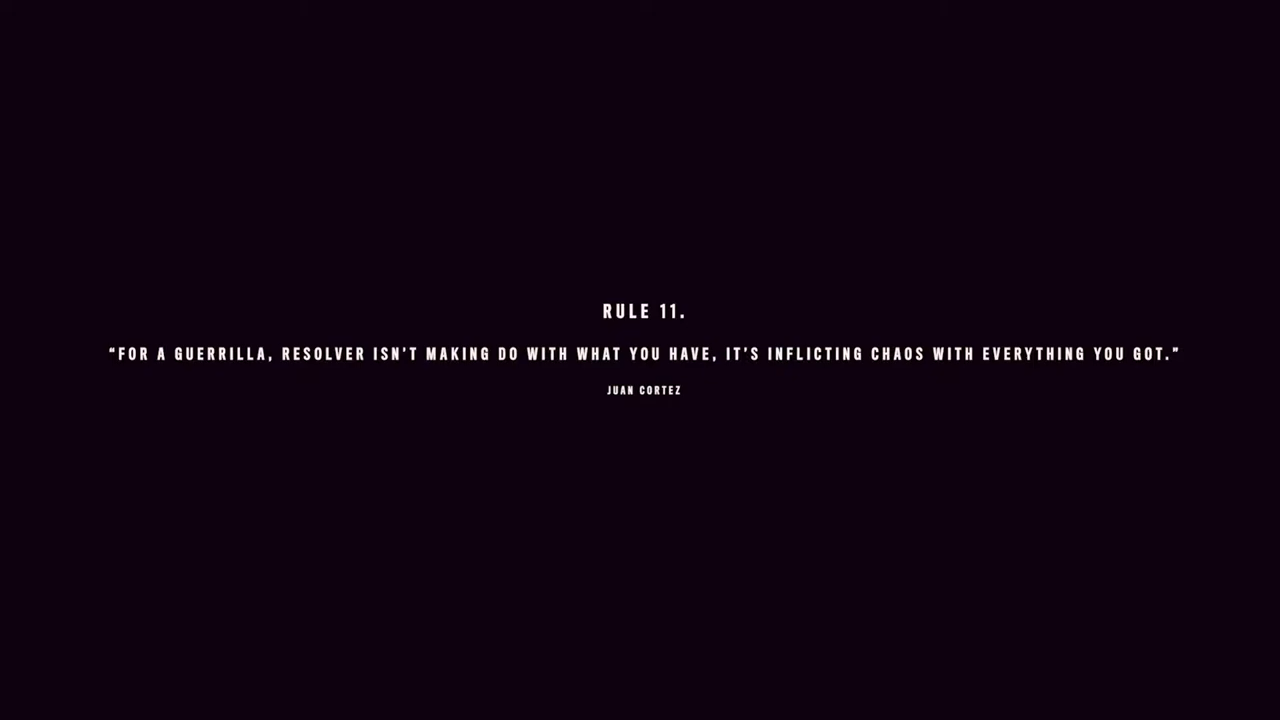 RULE 11.
“FOR A GUERRILLA, RESOLVER ISN’T MAKING DO WITH WHAT YOU HAVE, IT’S INFLICTING CHAOS WITH EVERYTHING YOU GOT.”
JUAN CORTEZ